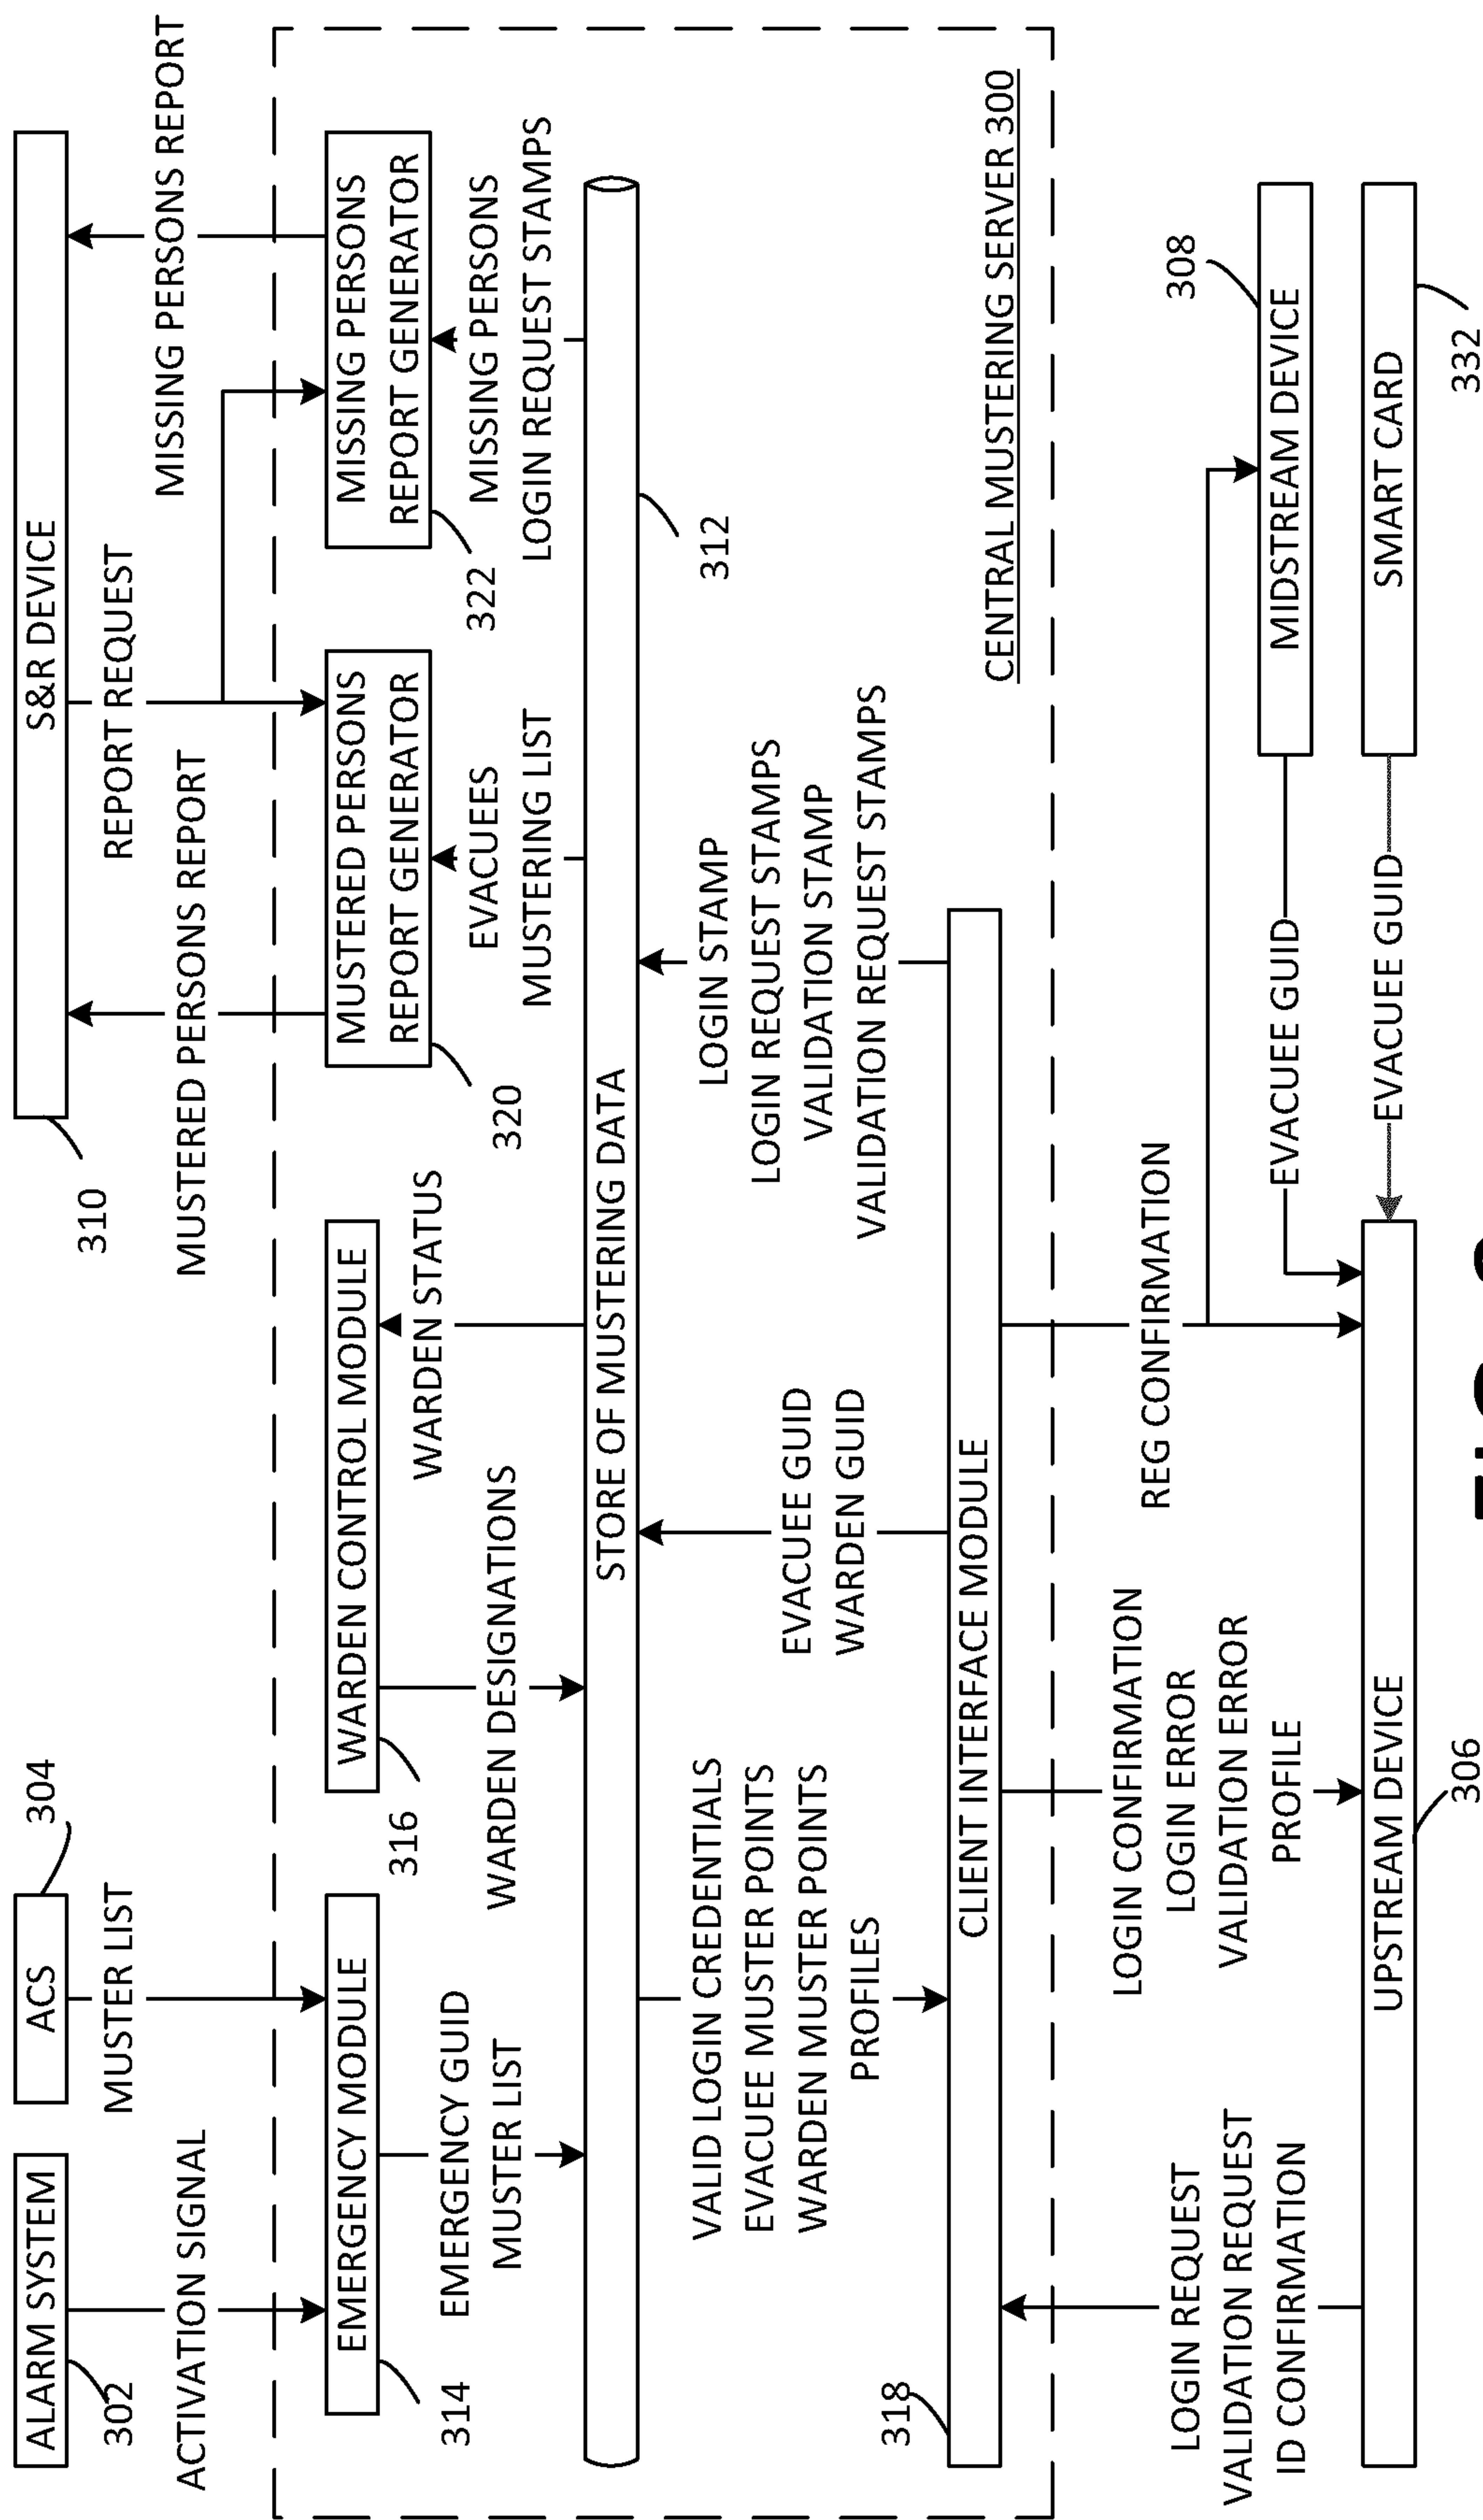 ALARM SYSTEM
302
ACS
304
S&R DEVICE
310
ACTIVATION SIGNAL
MUSTER LIST
MUSTERED PERSONS REPORT
REPORT REQUEST
MISSING PERSONS REPORT
EMERGENCY MODULE
314
WARDEN CONTROL MODULE
316
MUSTERED PERSONS
REPORT GENERATOR
320
MISSING PERSONS
REPORT GENERATOR
322
EMERGENCY GUID
MUSTER LIST
WARDEN DESIGNATIONS
WARDEN STATUS
EVACUEES
MUSTERING LIST
MISSING PERSONS
LOGIN REQUEST STAMPS
STORE OF MUSTERING DATA
312
VALID LOGIN CREDENTIALS
EVACUEE MUSTER POINTS
WARDEN MUSTER POINTS
PROFILES
EVACUEE GUID
WARDEN GUID
LOGIN STAMP
LOGIN REQUEST STAMPS
VALIDATION STAMP
VALIDATION REQUEST STAMPS
318
CLIENT INTERFACE MODULE
CENTRAL MUSTERING SERVER 300
LOGIN REQUEST
VALIDATION REQUEST
ID CONFIRMATION
LOGIN CONFIRMATION
LOGIN ERROR
VALIDATION ERROR
PROFILE
REG CONFIRMATION
308
MIDSTREAM DEVICE
EVACUEE GUID
UPSTREAM DEVICE
306
EVACUEE GUID
SMART CARD
332